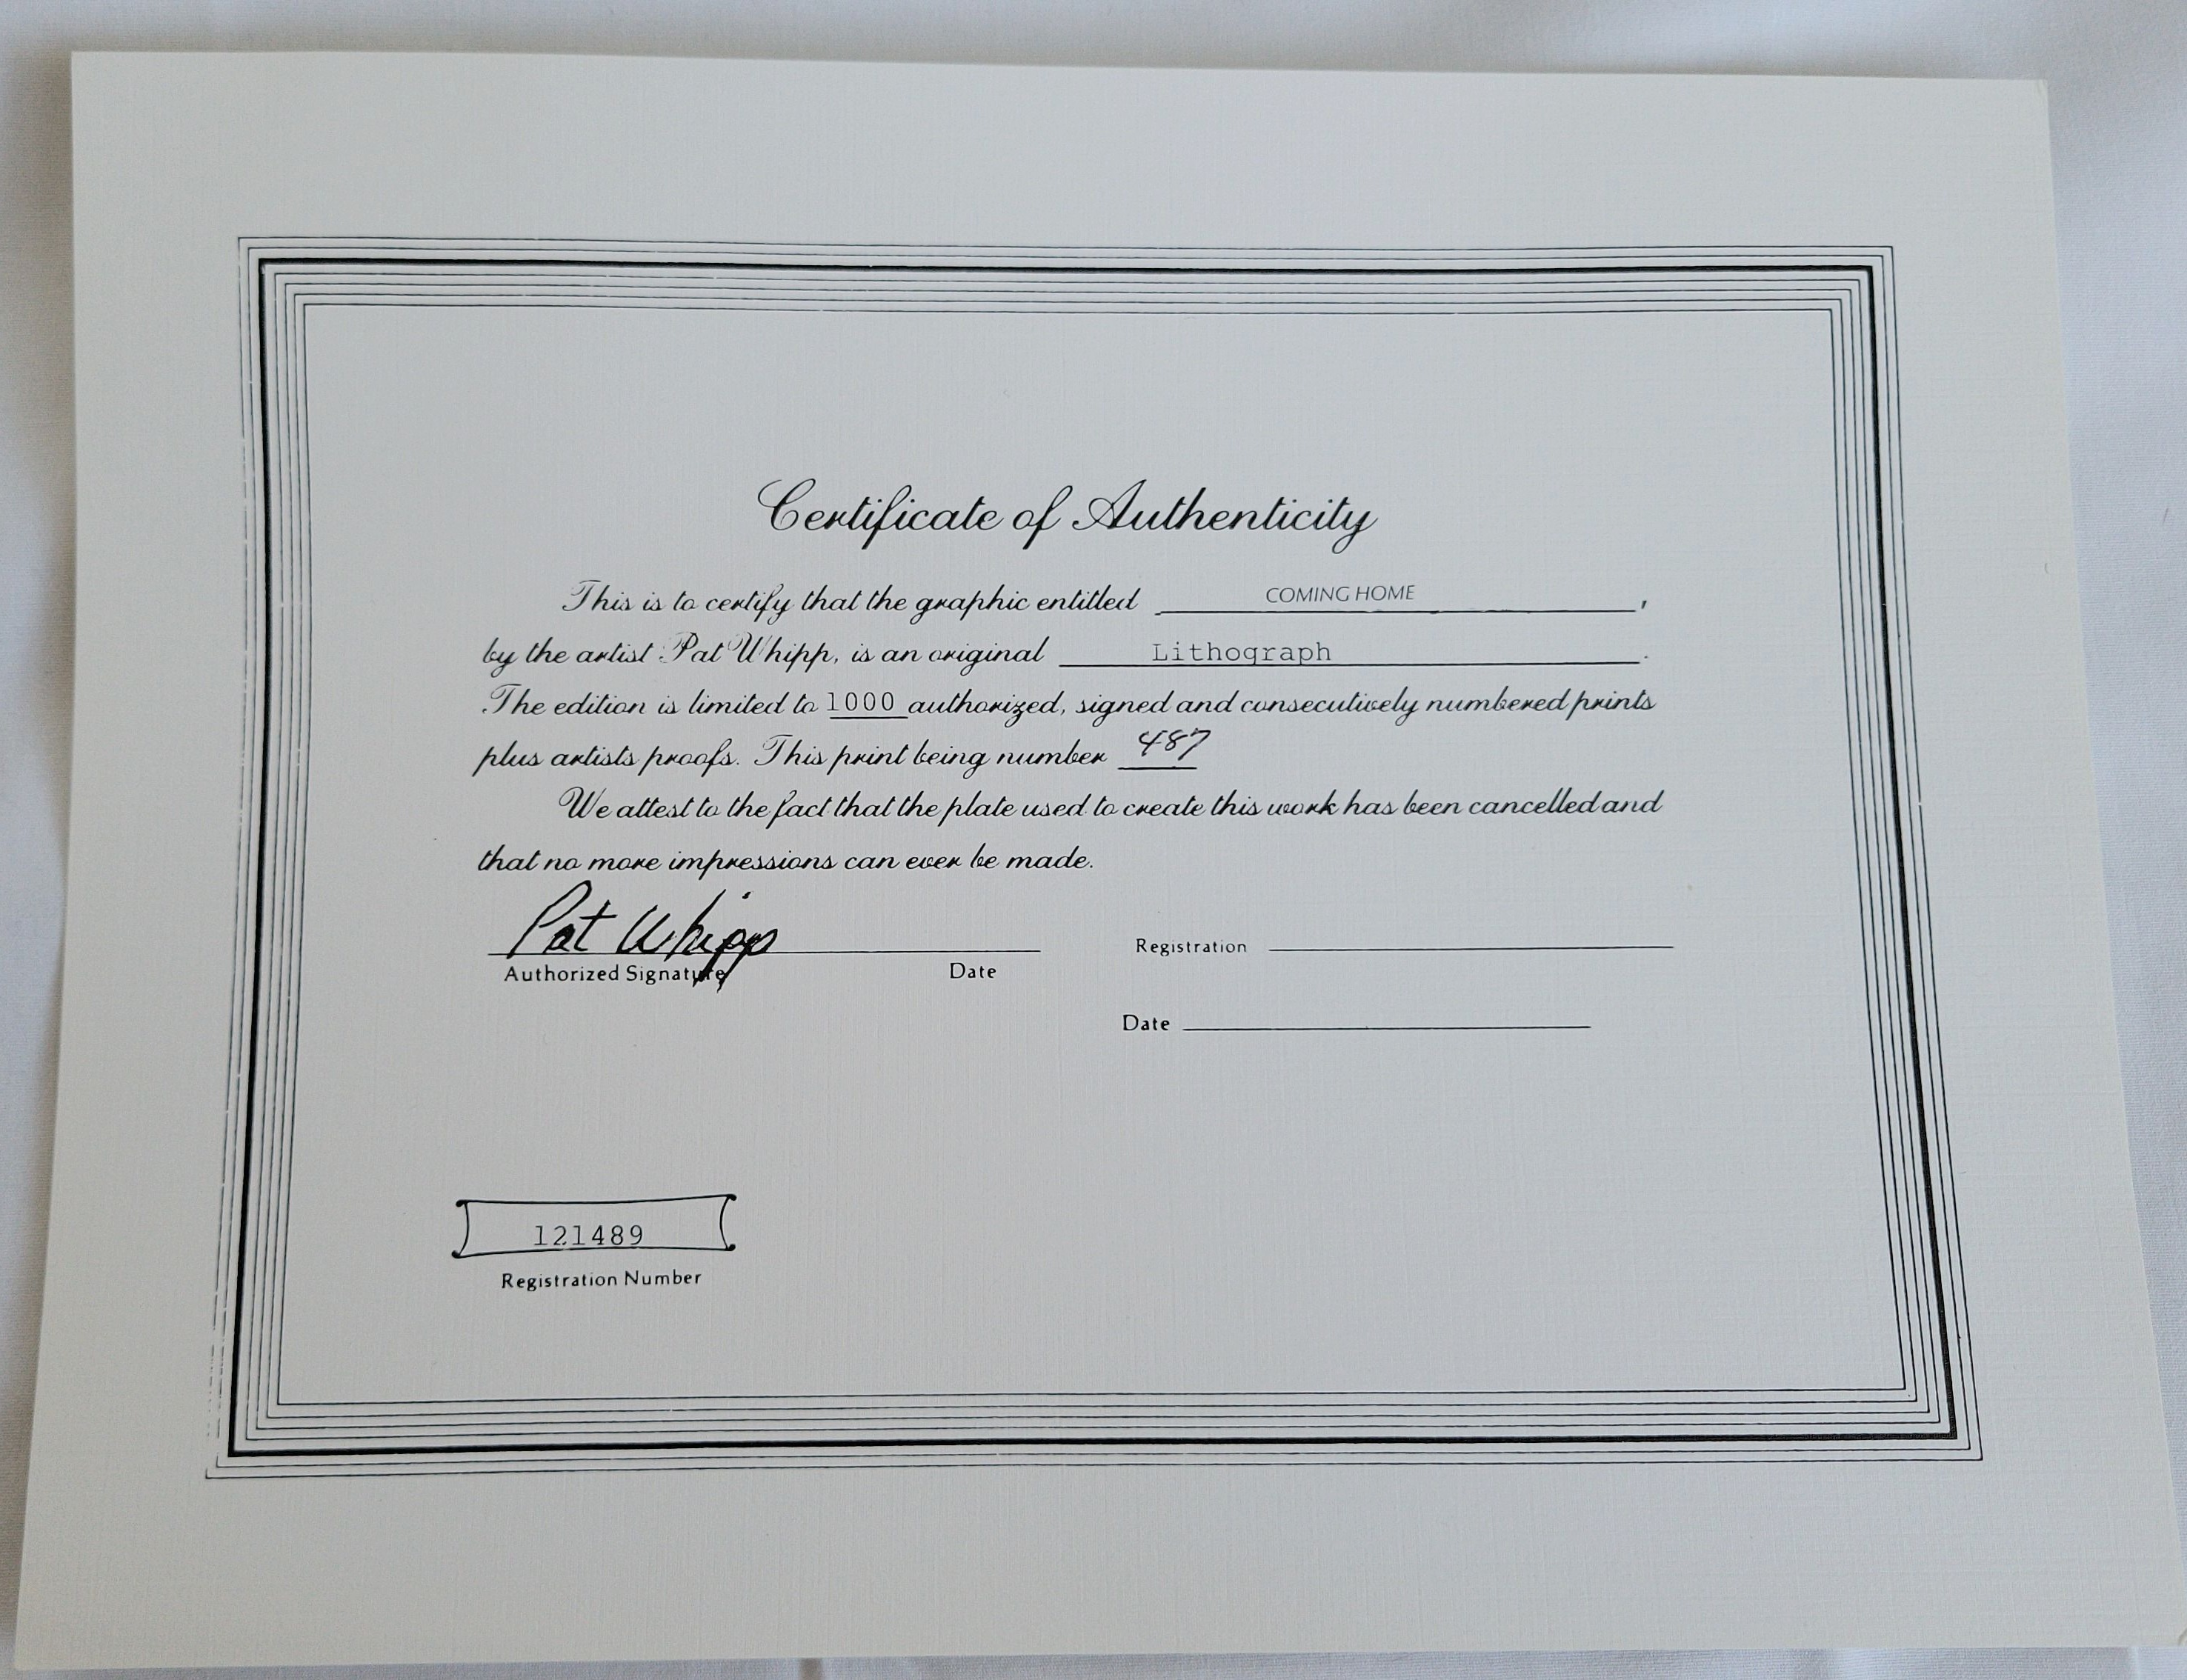 Certificate of Authenticity
This is to certify that the graphic entitled COMING HOME,
by the artist Pat Whipp, is an original Lithograph.
The edition is limited to 1000 authorized, signed and consecutively numbered prints
plus artists proofs. This print being number 487
We attest to the fact that the plate used to create this work has been cancelled and
that no more impressions can ever be made.
Pat Whipp
Authorized Signature Date
Registration
Date
121489
Registration Number